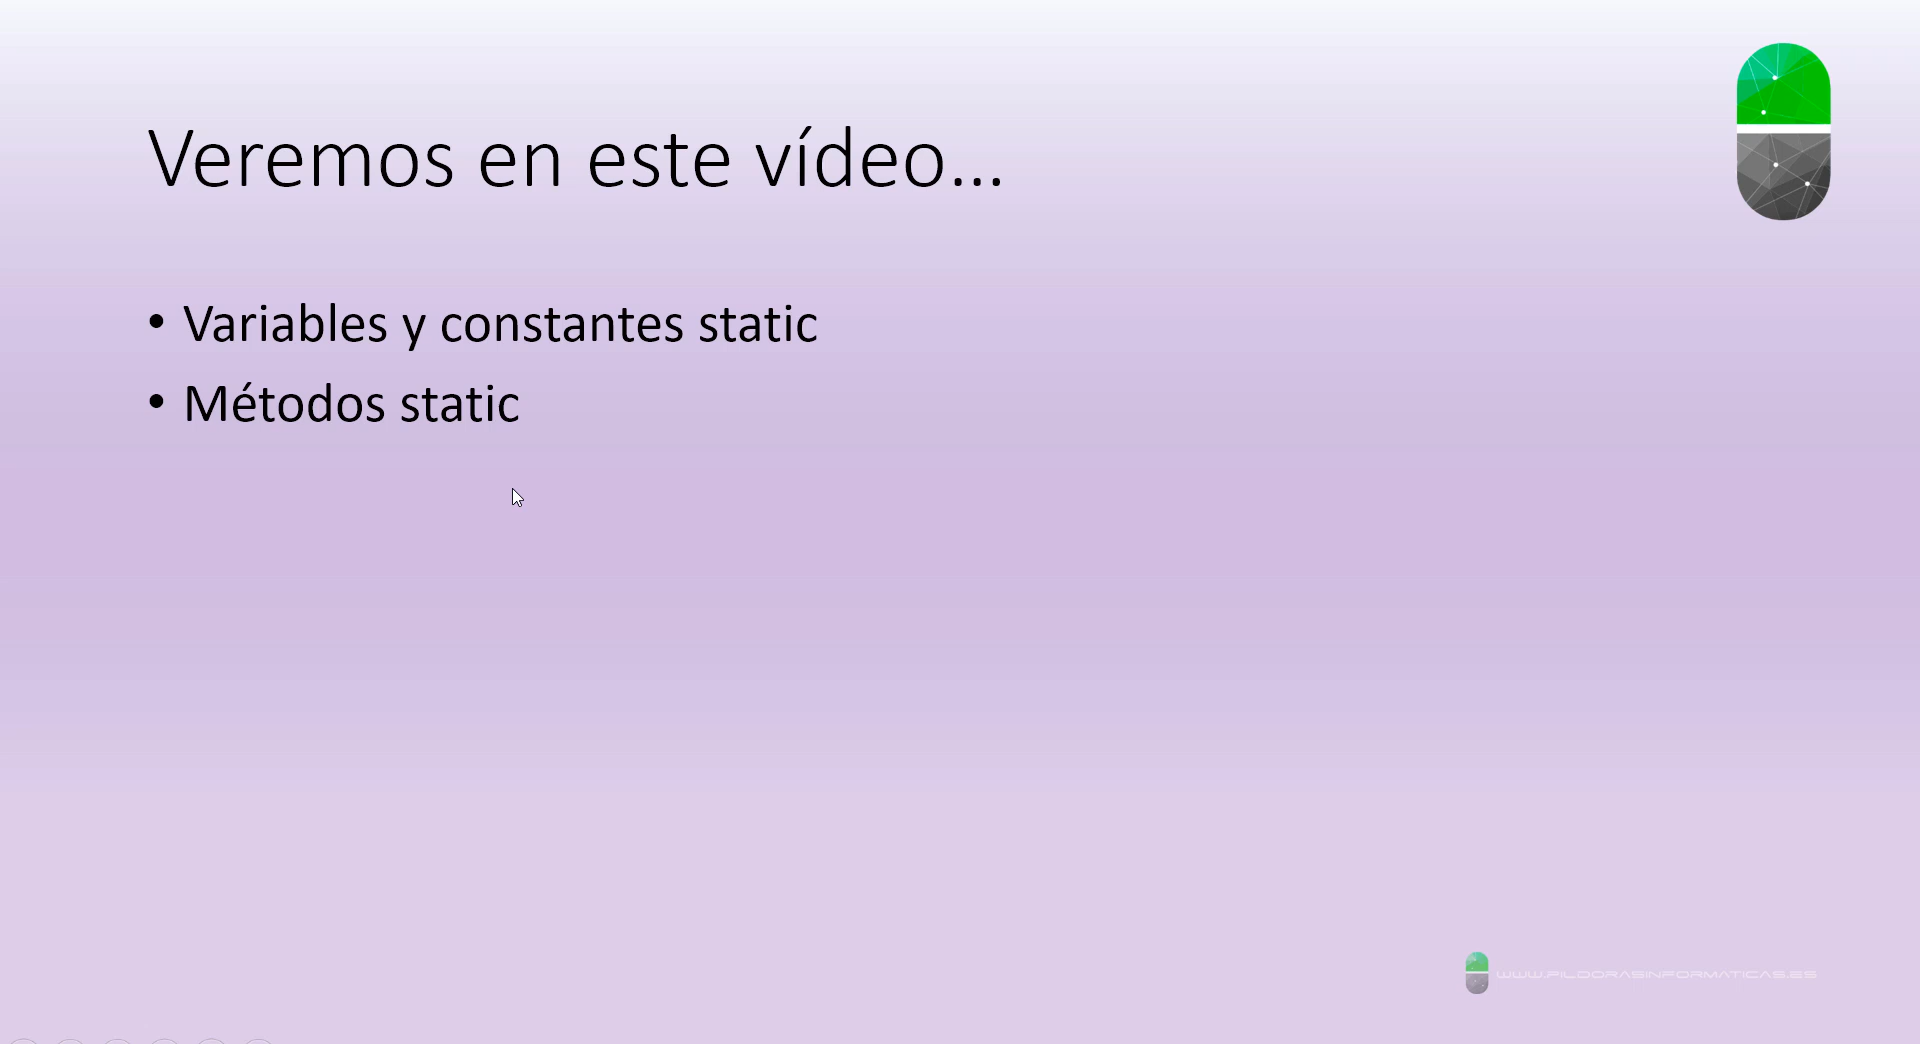 Veremos en este vídeo...
• Variables y constantes static
• Métodos static
WWW.PILDORASINFORMATICAS.ES